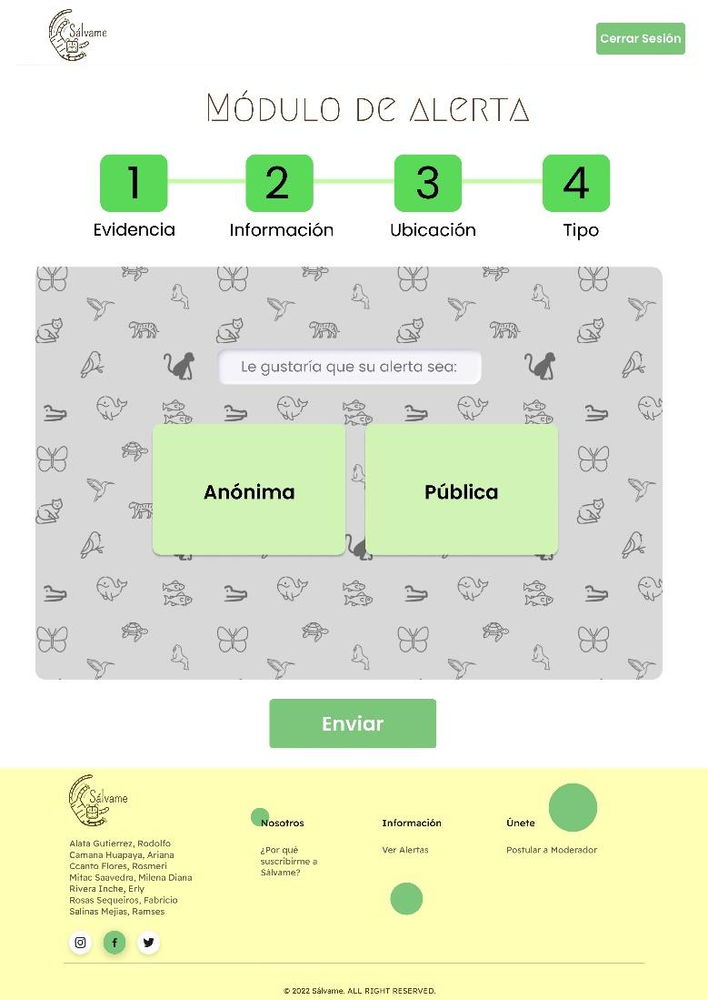 Sálvame
Cerrar Sesión
MÓDULO DE ALERTA
1 2 3 4
Evidencia Información Ubicación Tipo
Le gustaría que su alerta sea:
Anónima Pública
Enviar
Sálvame
Nosotros Información Únete
Alata Gutierrez, Rodolfo
Camana Huapaya, Ariana
Ccanto Flores, Rosmeri
Mitac Saavedra, Milena Diana
Rivera Inche, Erly
Rosas Sequeiros, Fabricio
Salinas Mejias, Ramses
¿Por qué
suscribirme a
Sálvame?
Ver Alertas
Postular a Moderador
© 2022 Sálvame. ALL RIGHT RESERVED.